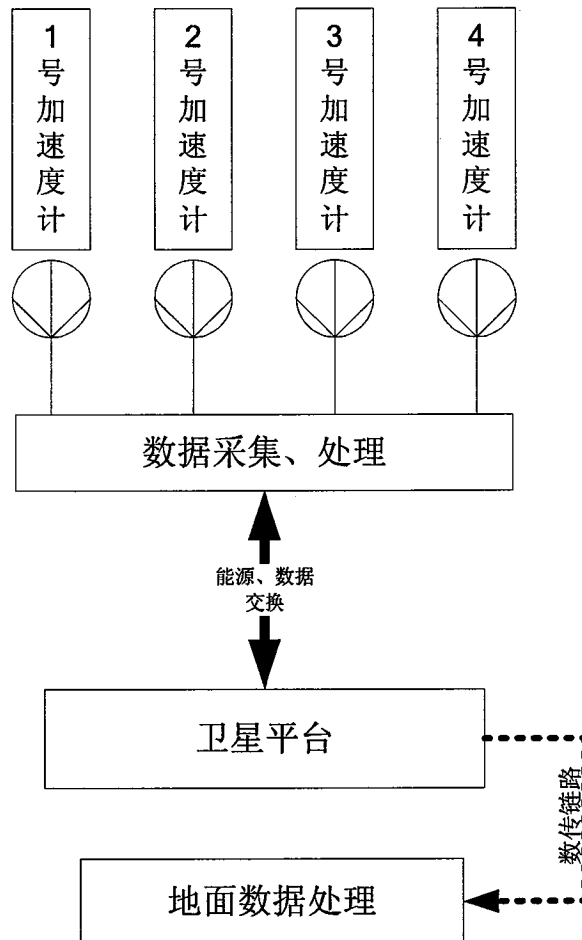 1号加速度计
2号加速度计
3号加速度计
4号加速度计
数据采集、处理
能源、数据
交换
卫星平台
数传链路
地面数据处理